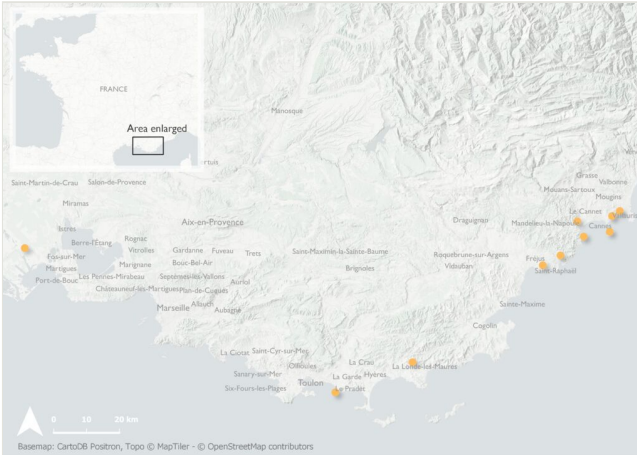 FRANCE
Area enlarged
Manosque
Grasse
Valbonne
Saint-Martin-de-Crau
Salon-de-Provence
Mouans-Sartoux
Mougins
Miramas
Le Cannet
Aix-en-Provence
Draguignan
Mandelieu-la-Napoule
Cannes
Istres
Rognac
Berre-l'Étang
Vitrolles
Gardanne
Fuveau
Trets
Saint-Maximin-la-Sainte-Baume
Roquebrune-sur-Argens
Fréjus
Fos-sur-Mer
Marignane
Bouc-Bel-Air
Brignoles
Vidauban
Saint-Raphaël
Martigues
Les Pennes-Mirabeau
Septèmes-les-Vallons
Port-de-Bouc
Châteauneuf-les-Martigues
Plan-de-Cuques
Auriol
Marseille
Allauch
Aubagne
Sainte-Maxime
Cogolin
La Ciotat
Saint-Cyr-sur-Mer
Ollioules
La Crau
Sanary-sur-Mer
La Garde
Hyères
La Londe-les-Maures
Six-Fours-les-Plages
Toulon
Le Pradet
0 10 20 km
Basemap: CartoDB Positron, Topo © MapTiler - © OpenStreetMap contributors